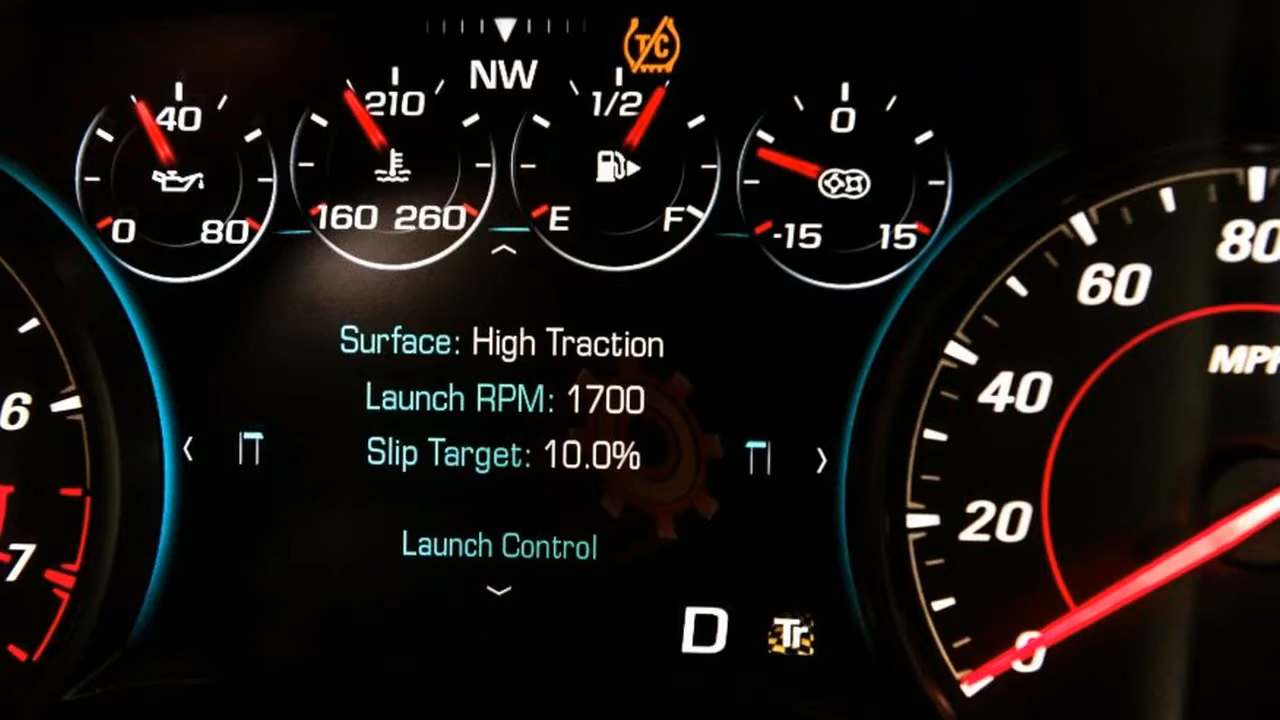 T/C
NW
40
0 80
210
160 260
1/2
E F
0
-15 15
Surface: High Traction
Launch RPM: 1700
Slip Target: 10.0%
Launch Control
D Tr
6
7
80
60
MPH
40
20
0